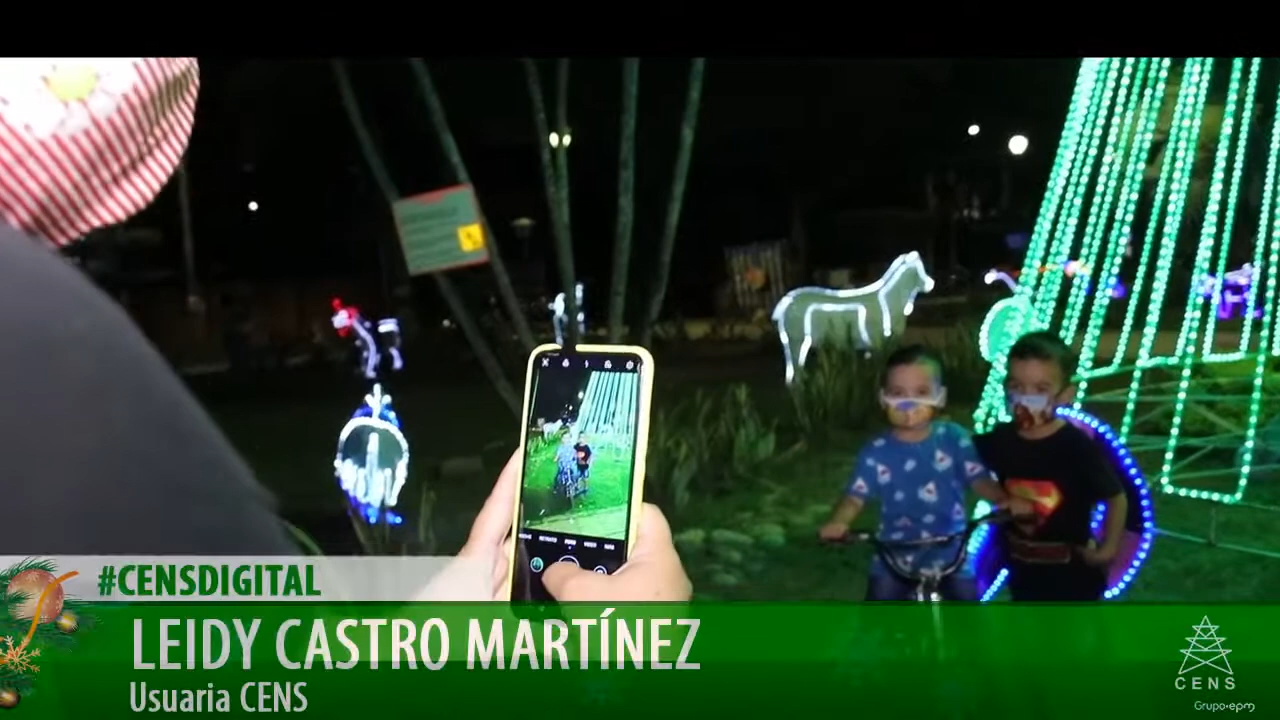 #CENSDIGITAL
LEIDY CASTRO MARTÍNEZ
Usuaria CENS
CENS
Grupo·epm